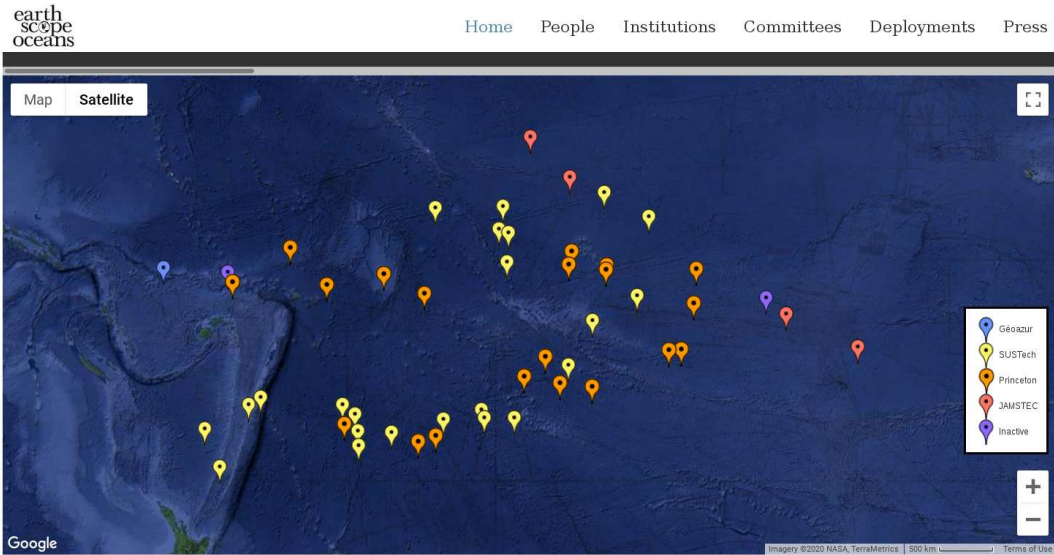 earth
scope
oceans
Home People Institutions Committees Deployments Press
Map Satellite
Géoazur
SUSTech
Princeton
JAMSTEC
Inactive
Google
Imagery ©2020 NASA, TerraMetrics 500 km Terms of Use